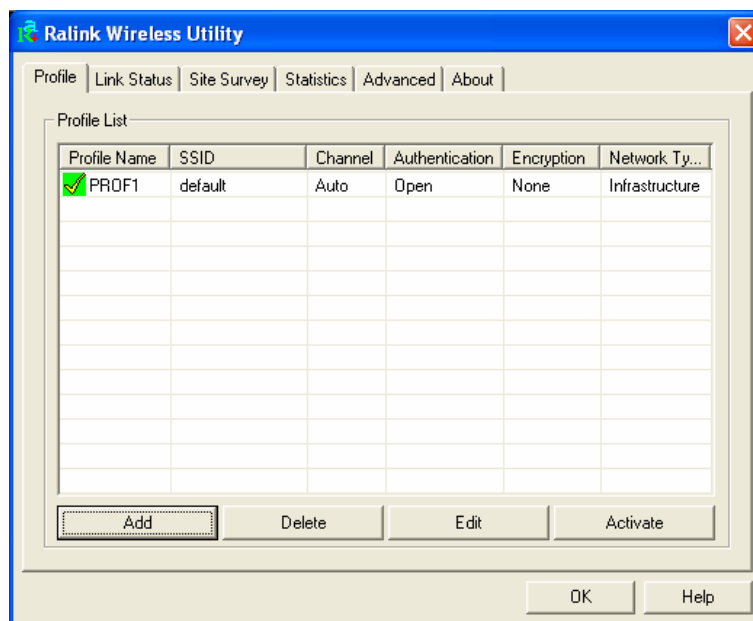 Ralink Wireless Utility
Profile Link Status Site Survey Statistics Advanced About
Profile List
Profile Name SSID Channel Authentication Encryption Network Ty...
PROF1 default Auto Open None Infrastructure
Add Delete Edit Activate
OK Help